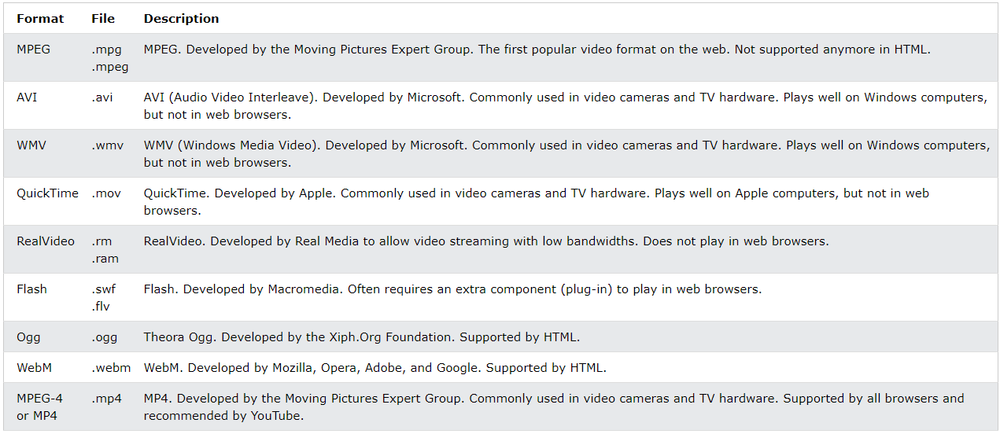 Format File Description
MPEG .mpg MPEG. Developed by the Moving Pictures Expert Group. The first popular video format on the web. Not supported anymore in HTML.
.mpeg
AVI .avi AVI (Audio Video Interleave). Developed by Microsoft. Commonly used in video cameras and TV hardware. Plays well on Windows computers,
but not in web browsers.
WMV .wmv WMV (Windows Media Video). Developed by Microsoft. Commonly used in video cameras and TV hardware. Plays well on Windows computers,
but not in web browsers.
QuickTime .mov QuickTime. Developed by Apple. Commonly used in video cameras and TV hardware. Plays well on Apple computers, but not in web
browsers.
RealVideo .rm RealVideo. Developed by Real Media to allow video streaming with low bandwidths. Does not play in web browsers.
.ram
Flash .swf Flash. Developed by Macromedia. Often requires an extra component (plug-in) to play in web browsers.
.flv
Ogg .ogg Theora Ogg. Developed by the Xiph.Org Foundation. Supported by HTML.
WebM .webm WebM. Developed by Mozilla, Opera, Adobe, and Google. Supported by HTML.
MPEG-4 .mp4 MP4. Developed by the Moving Pictures Expert Group. Commonly used in video cameras and TV hardware. Supported by all browsers and
or MP4 recommended by YouTube.